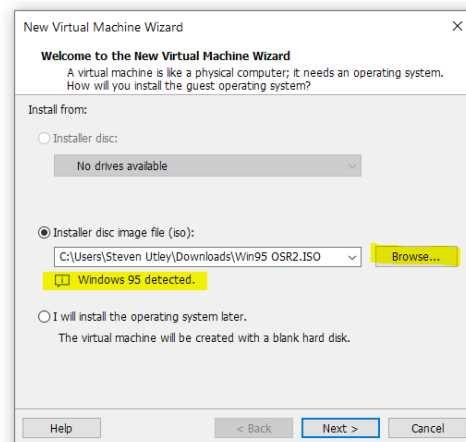 New Virtual Machine Wizard
Welcome to the New Virtual Machine Wizard
A virtual machine is like a physical computer; it needs an operating system.
How will you install the guest operating system?
Install from:
Installer disc:
No drives available
Installer disc image file (iso):
C:\Users\Steven Utley\Downloads\Win95 OSR2.ISO
Browse...
Windows 95 detected.
I will install the operating system later.
The virtual machine will be created with a blank hard disk.
Help
< Back
Next >
Cancel